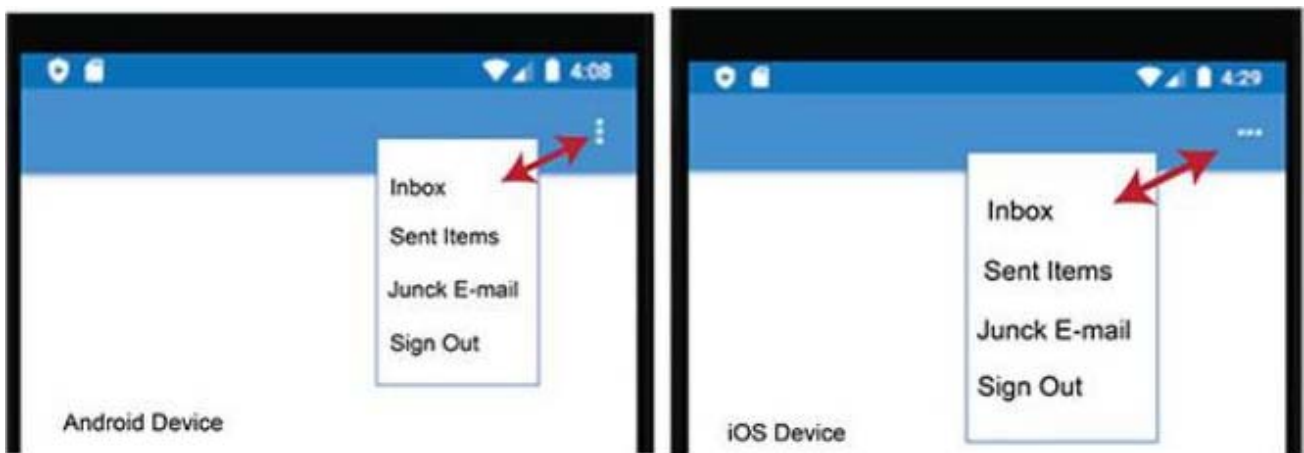 4:08
Inbox
Sent Items
Junck E-mail
Sign Out
Android Device
4:29
Inbox
Sent Items
Junck E-mail
Sign Out
iOS Device